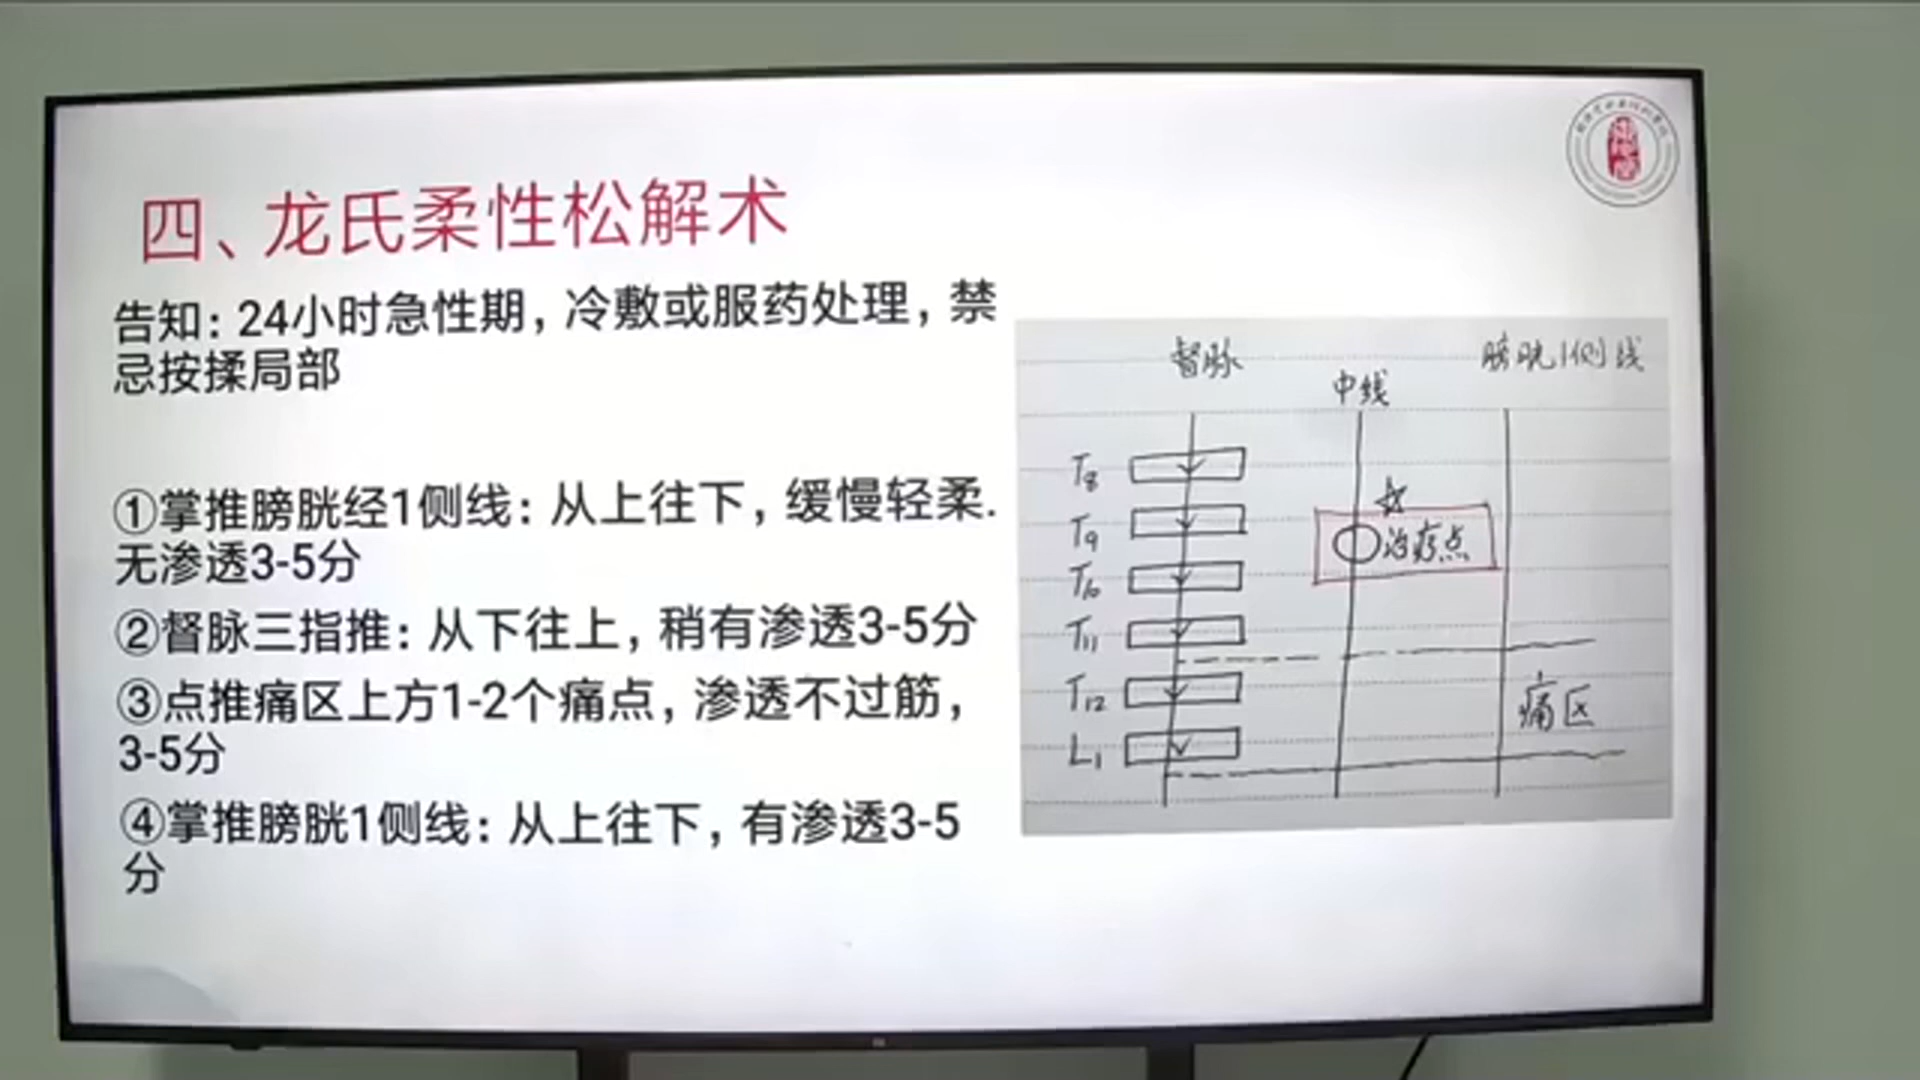 四、龙氏柔性松解术
告知：24小时急性期，冷敷或服药处理，禁
忌按揉局部
①掌推膀胱经1侧线：从上往下，缓慢轻柔.
无渗透3-5分
②督脉三指推：从下往上，稍有渗透3-5分
③点推痛区上方1-2个痛点，渗透不过筋，
3-5分
④掌推膀胱1侧线：从上往下，有渗透3-5
分
督脉
中线
膀胱1侧线
T8
T9
T10
T11
T12
L1
治疗点
痛区